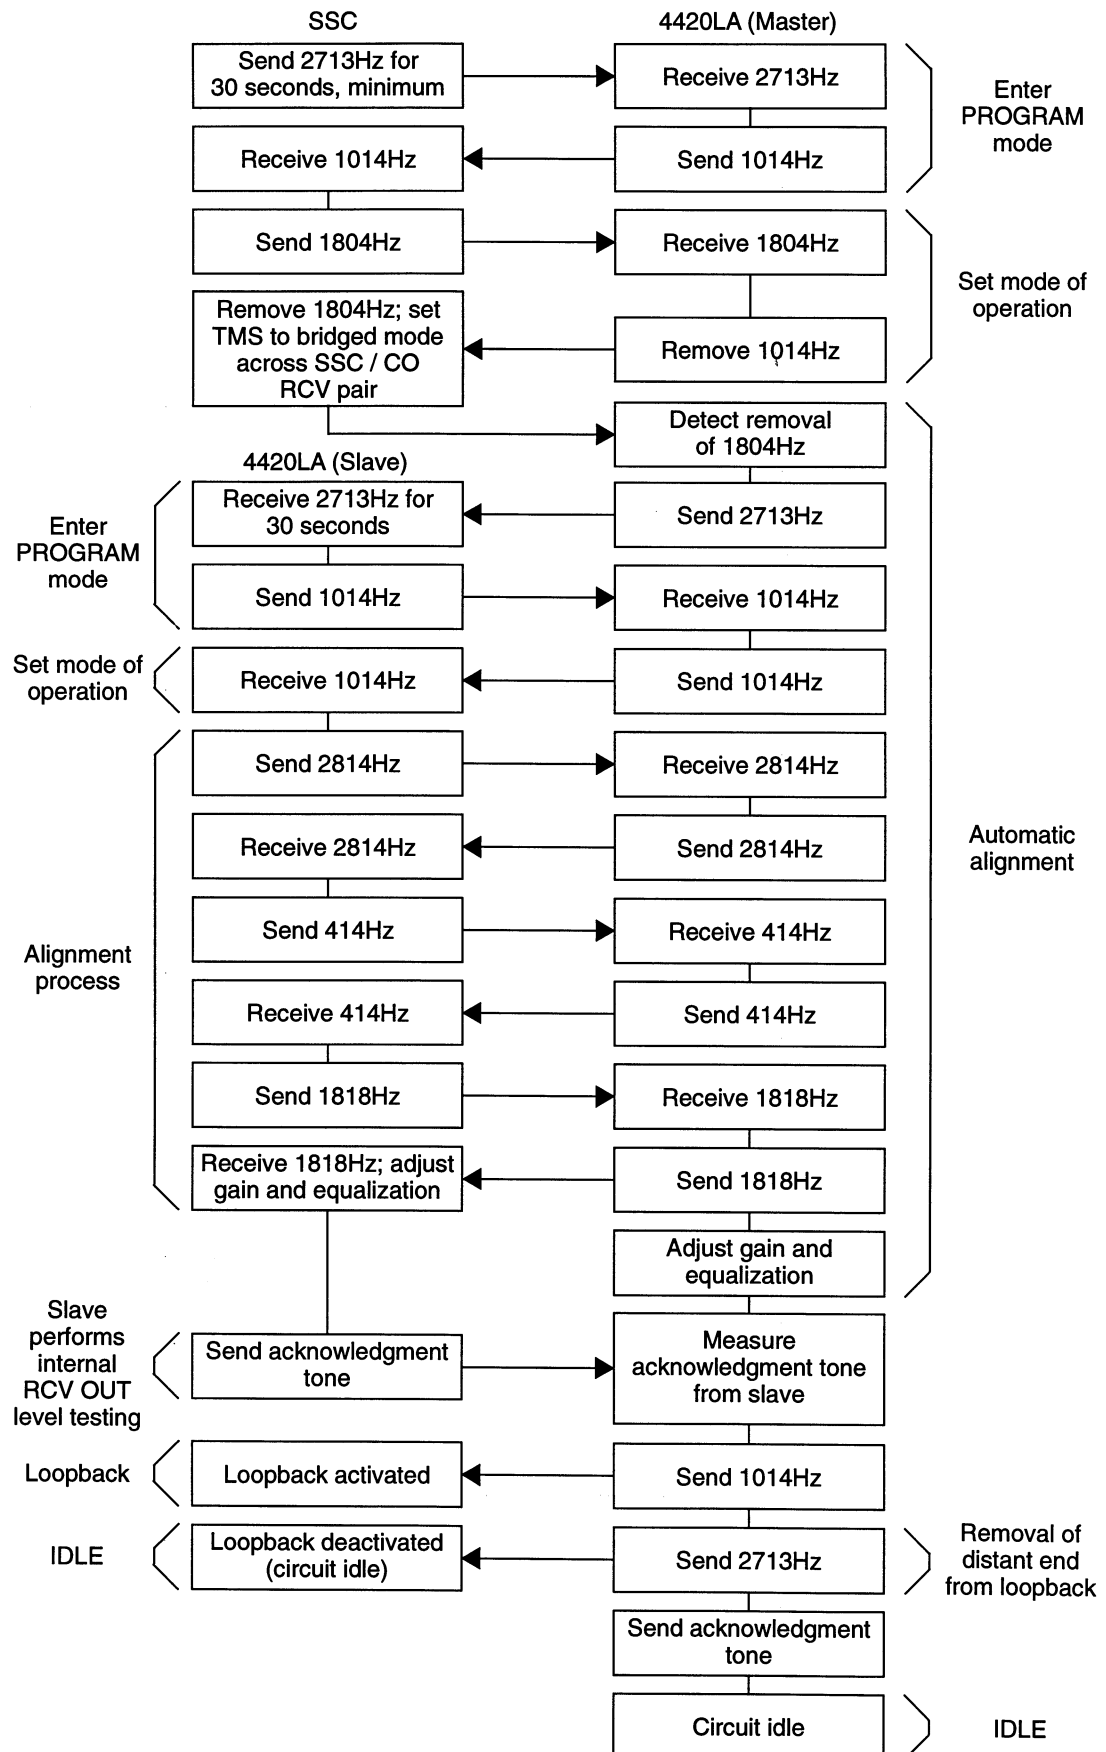 SSC
4420LA (Master)
Send 2713Hz for
30 seconds, minimum
Receive 2713Hz
Enter
PROGRAM
mode
Receive 1014Hz
Send 1014Hz
Send 1804Hz
Receive 1804Hz
Set mode of
operation
Remove 1804Hz; set
TMS to bridged mode
across SSC / CO
RCV pair
Remove 1014Hz
Detect removal
of 1804Hz
4420LA (Slave)
Enter
PROGRAM
mode
Receive 2713Hz for
30 seconds
Send 2713Hz
Send 1014Hz
Receive 1014Hz
Set mode of
operation
Receive 1014Hz
Send 1014Hz
Send 2814Hz
Receive 2814Hz
Receive 2814Hz
Send 2814Hz
Automatic
alignment
Alignment
process
Send 414Hz
Receive 414Hz
Receive 414Hz
Send 414Hz
Send 1818Hz
Receive 1818Hz
Receive 1818Hz; adjust
gain and equalization
Send 1818Hz
Adjust gain and
equalization
Slave
performs
internal
RCV OUT
level testing
Send acknowledgment
tone
Measure
acknowledgment tone
from slave
Loopback
Loopback activated
Send 1014Hz
IDLE
Loopback deactivated
(circuit idle)
Send 2713Hz
Removal of
distant end
from loopback
Send acknowledgment
tone
Circuit idle
IDLE